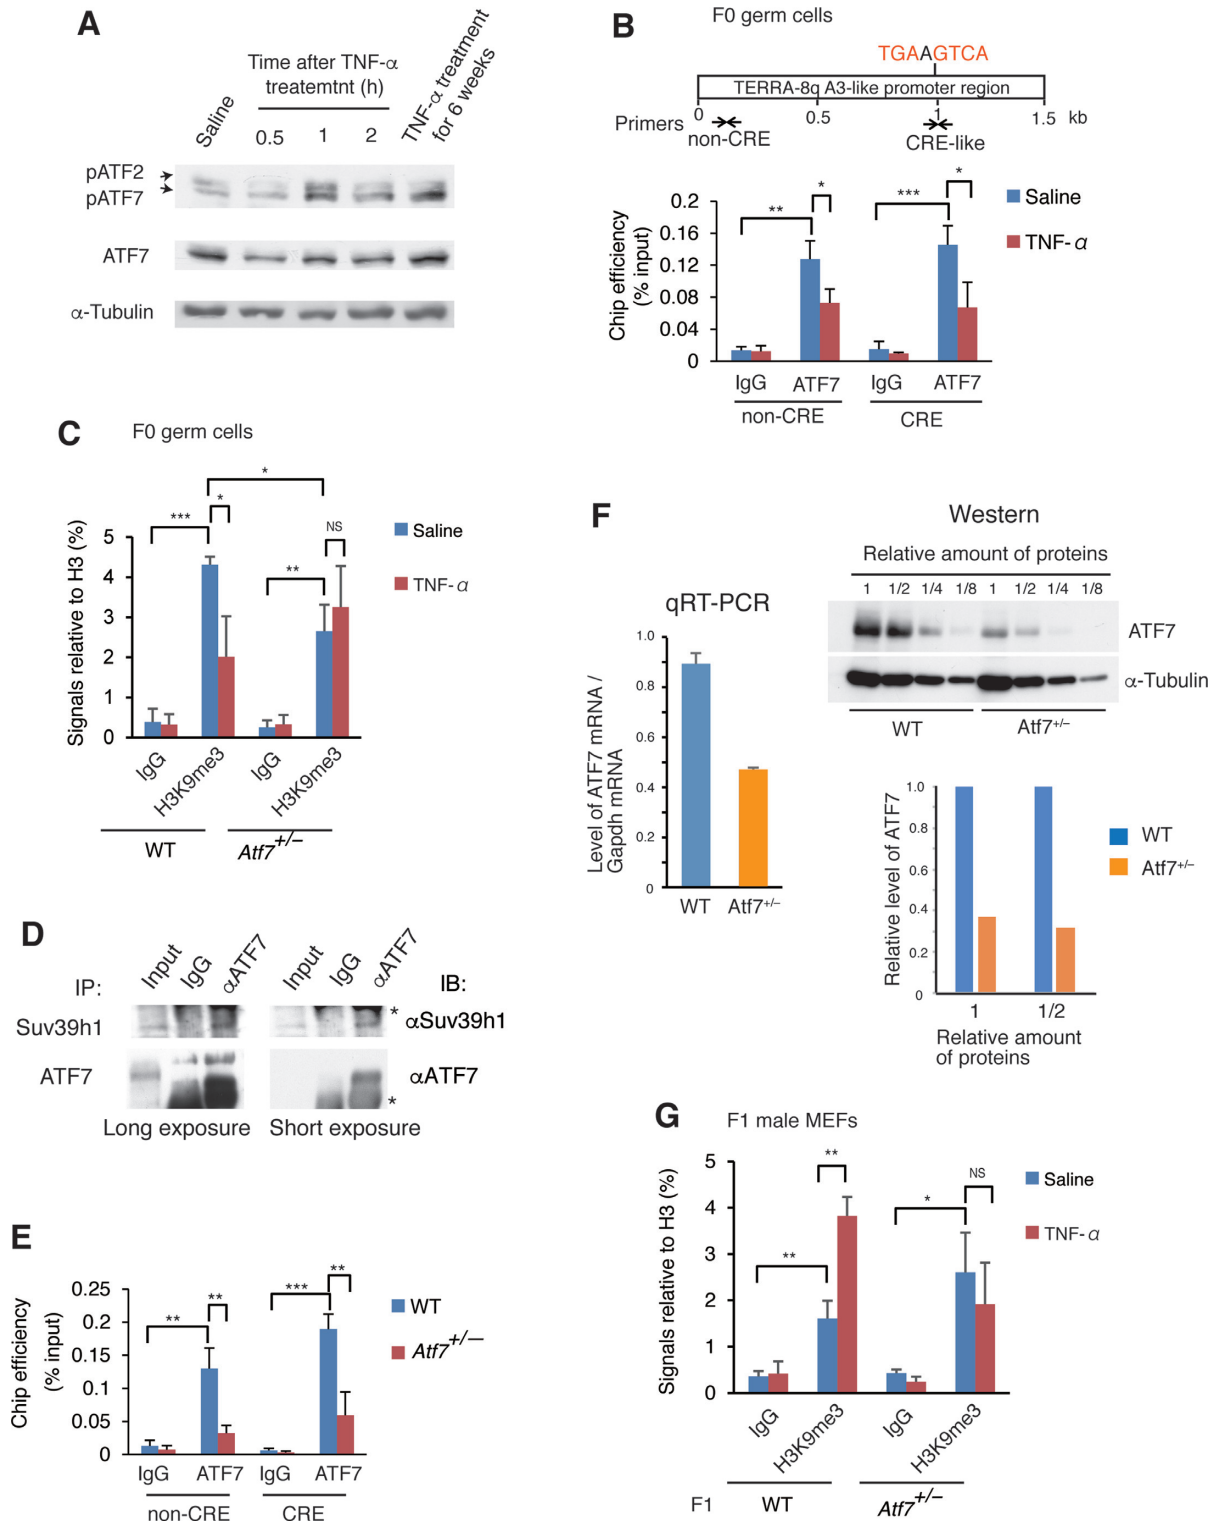 A
Time after TNF-α
treatemtnt (h)
Saline
0.5
1
2
TNF-α treatment
for 6 weeks
pATF2
pATF7
ATF7
α-Tubulin
B
F0 germ cells
TGAAGTCA
TERRA-8q A3-like promoter region
0
0.5
1
1.5
kb
Primers
non-CRE
CRE-like
Chip efficiency
(% input)
0.2
0.16
0.12
0.08
0.04
0
**
*
***
*
Saline
TNF-α
IgG
ATF7
IgG
ATF7
non-CRE
CRE
C
F0 germ cells
Signals relative to H3 (%)
5
4
3
2
1
0
***
*
*
**
NS
Saline
TNF-α
IgG
H3K9me3
IgG
H3K9me3
WT
Atf7+/–
D
IP:
Input
IgG
αATF7
Input
IgG
αATF7
IB:
Suv39h1
*
αSuv39h1
ATF7
αATF7
*
Long exposure
Short exposure
E
Chip efficiency
(% input)
0.25
0.2
0.15
0.1
0.05
0
**
**
***
**
WT
Atf7+/—
IgG
ATF7
IgG
ATF7
non-CRE
CRE
F
qRT-PCR
Level of ATF7 mRNA /
Gapdh mRNA
1.0
0.8
0.6
0.4
0.2
0
WT
Atf7+/–
Western
Relative amount of proteins
1
1/2
1/4
1/8
1
1/2
1/4
1/8
ATF7
α-Tubulin
WT
Atf7+/–
Relative level of ATF7
1.0
0.8
0.6
0.4
0.2
0
WT
Atf7+/–
1
1/2
Relative amount
of proteins
G
F1 male MEFs
Signals relative to H3 (%)
5
4
3
2
1
0
**
**
*
NS
Saline
TNF-α
IgG
H3K9me3
IgG
H3K9me3
F1
WT
Atf7+/–